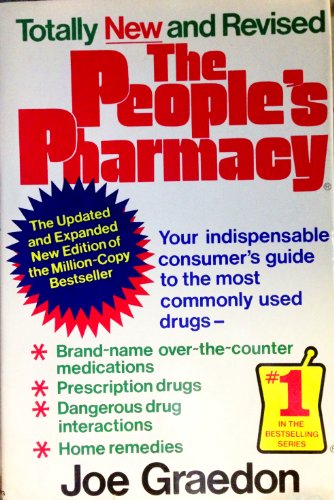 Totally New and Revised
The
People's
Pharmacy®
The Updated
and Expanded
New Edition of
the Million-Copy
Bestseller
Your indispensable
consumer's guide
to the most
commonly used
drugs–
* Brand-name over-the-counter
medications
* Prescription drugs
* Dangerous drug
interactions
* Home remedies
#1
IN THE
BESTSELLING
SERIES
Joe Graedon